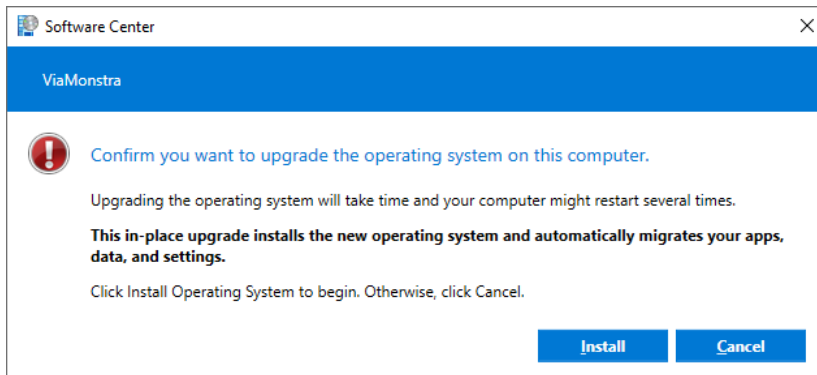 Software Center
ViaMonstra
Confirm you want to upgrade the operating system on this computer.
Upgrading the operating system will take time and your computer might restart several times.
This in-place upgrade installs the new operating system and automatically migrates your apps,
data, and settings.
Click Install Operating System to begin. Otherwise, click Cancel.
Install Cancel